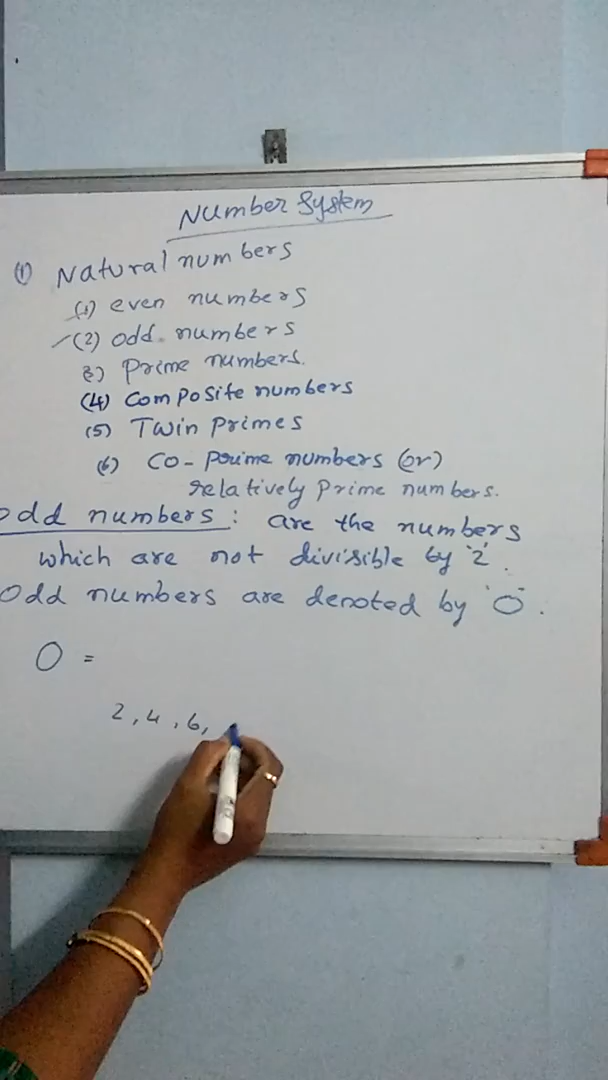 Number System
(1) Natural numbers
(1) even numbers
(2) odd numbers
3) Prime numbers.
(4) Composite numbers
(5) Twin primes
(6) Co-prime numbers (or)
relatively prime numbers.
odd numbers: are the numbers
which are not divisible by '2'.
Odd numbers are denoted by 'O'.
O =
2, 4, 6,